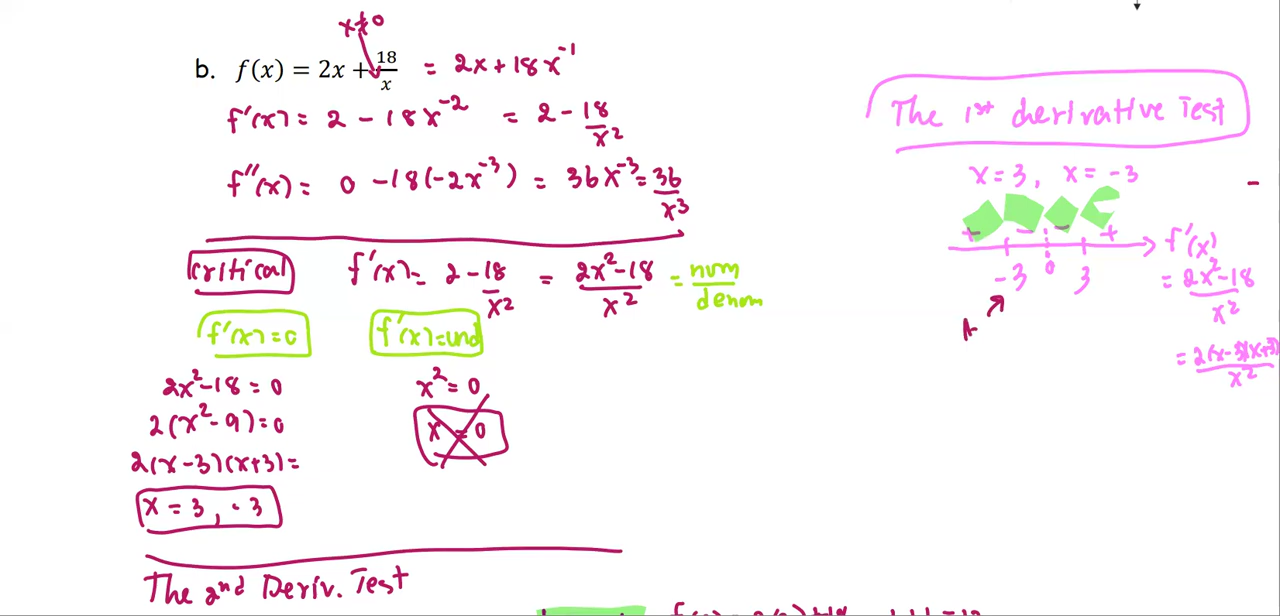 x≠0
b. f(x) = 2x + 18/x = 2x + 18x⁻¹
f'(x) = 2 - 18x⁻² = 2 - 18/x²
f''(x) = 0 - 18(-2x⁻³) = 36x⁻³ = 36/x³
critical f'(x) = 2 - 18/x² = 2x²-18/x² = num/denom
f'(x)=0 f'(x)=und
2x²-18 = 0 x² = 0
2(x²-9)=0 x = 0
2(x-3)(x+3)=
x = 3, -3
The 2nd Deriv. Test
The 1st derivative Test
x = 3, x = -3
+ - - + f'(x)
-3 0 3 = 2x²-18/x²
= 2(x-3)(x+3)/x²